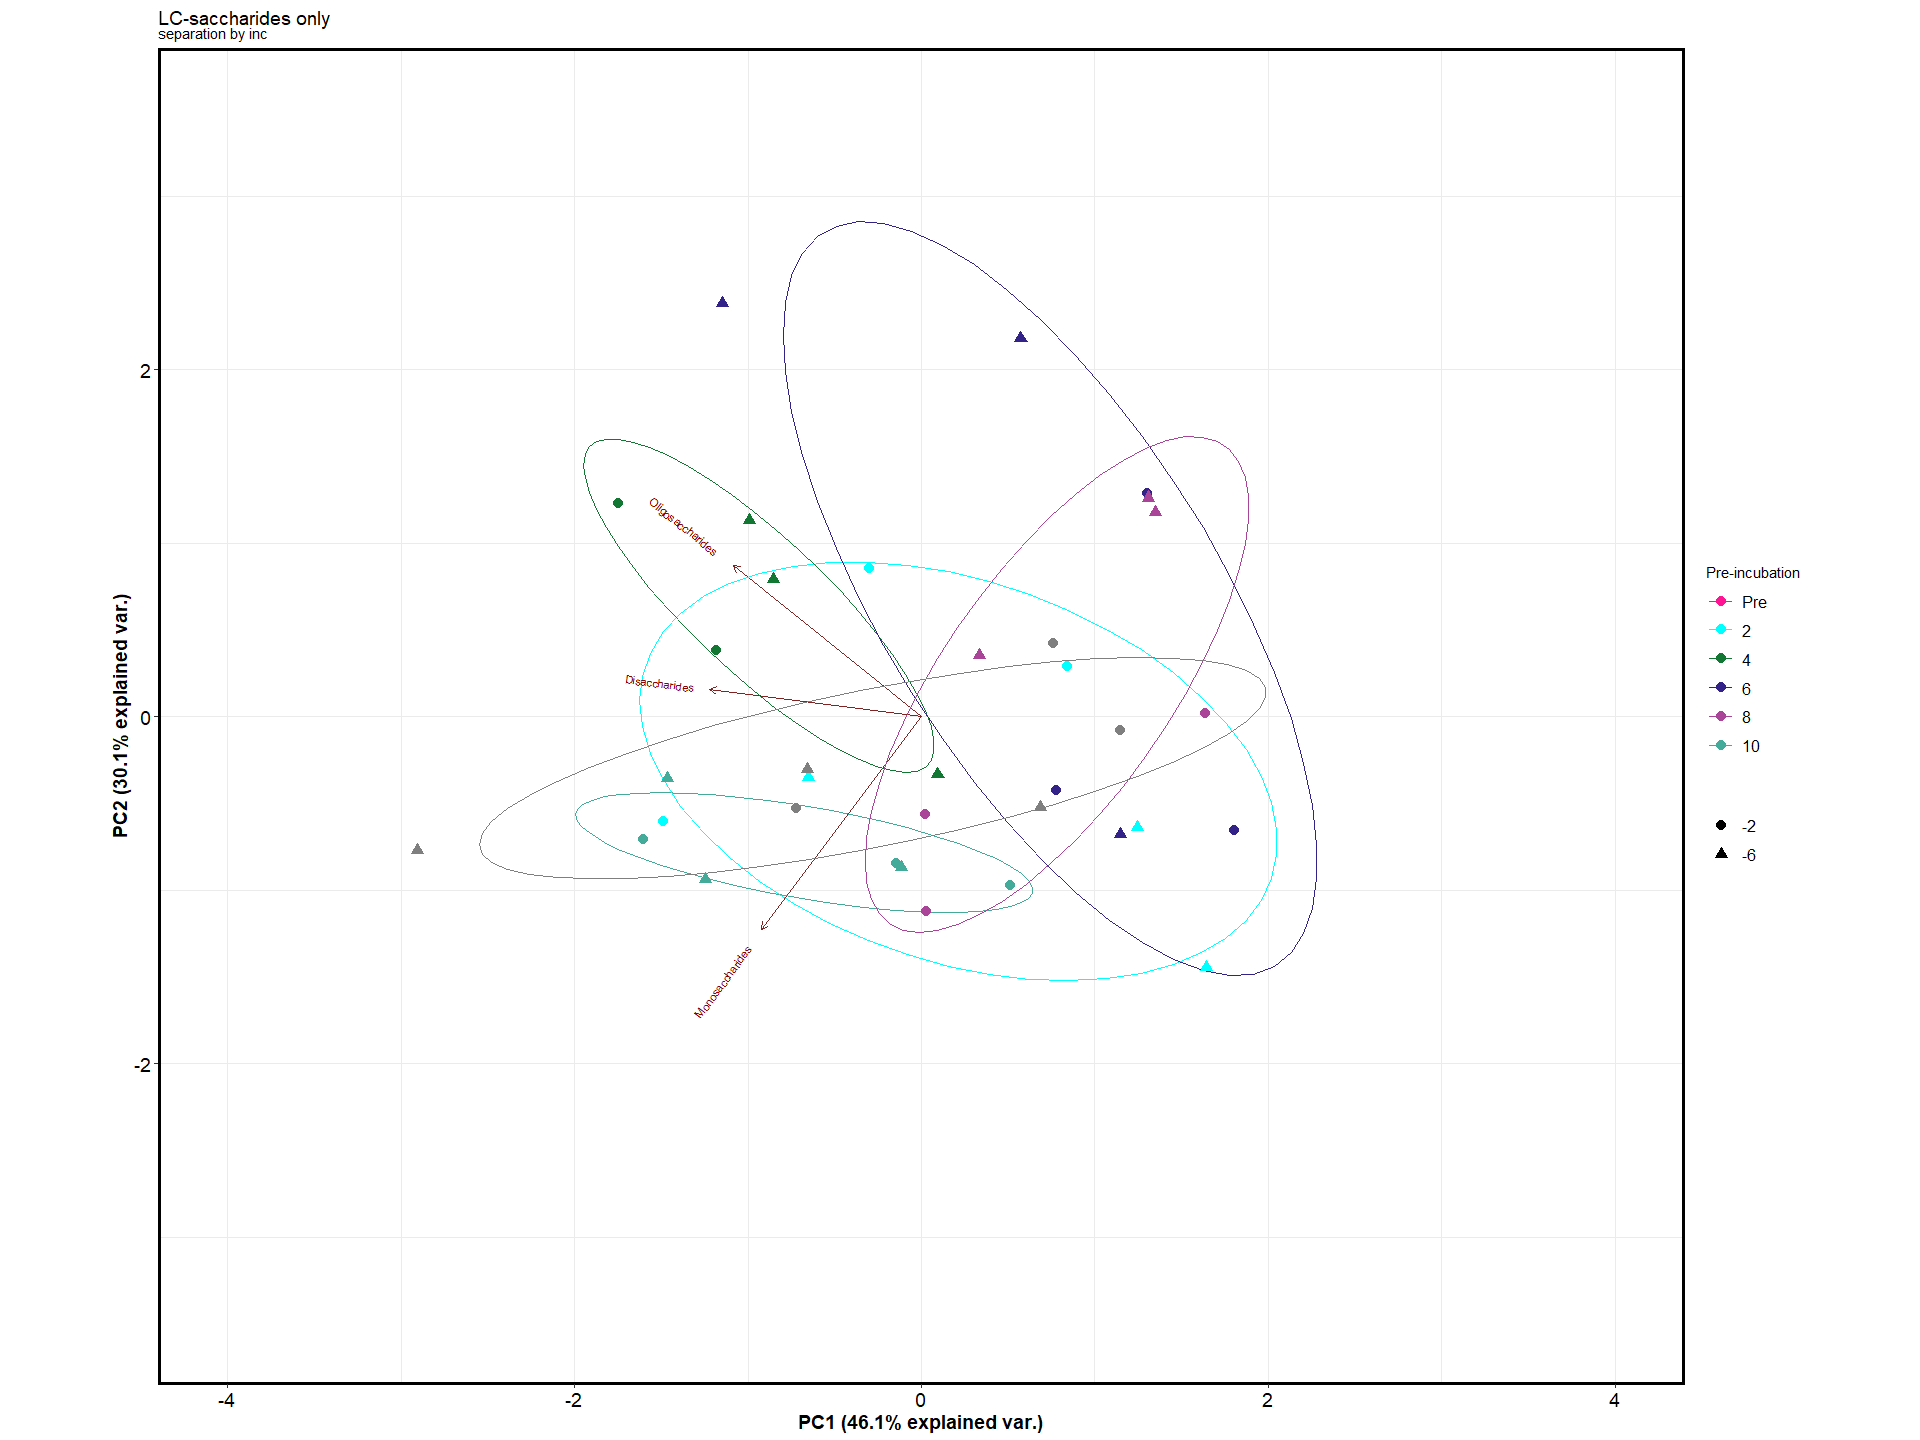 LC-saccharides only
separation by inc
2
0
-2
-4
-2
0
2
4
PC1 (46.1% explained var.)
PC2 (30.1% explained var.)
Oligosaccharides
Disaccharides
Monosaccharides
Pre-incubation
Pre
2
4
6
8
10
-2
-6